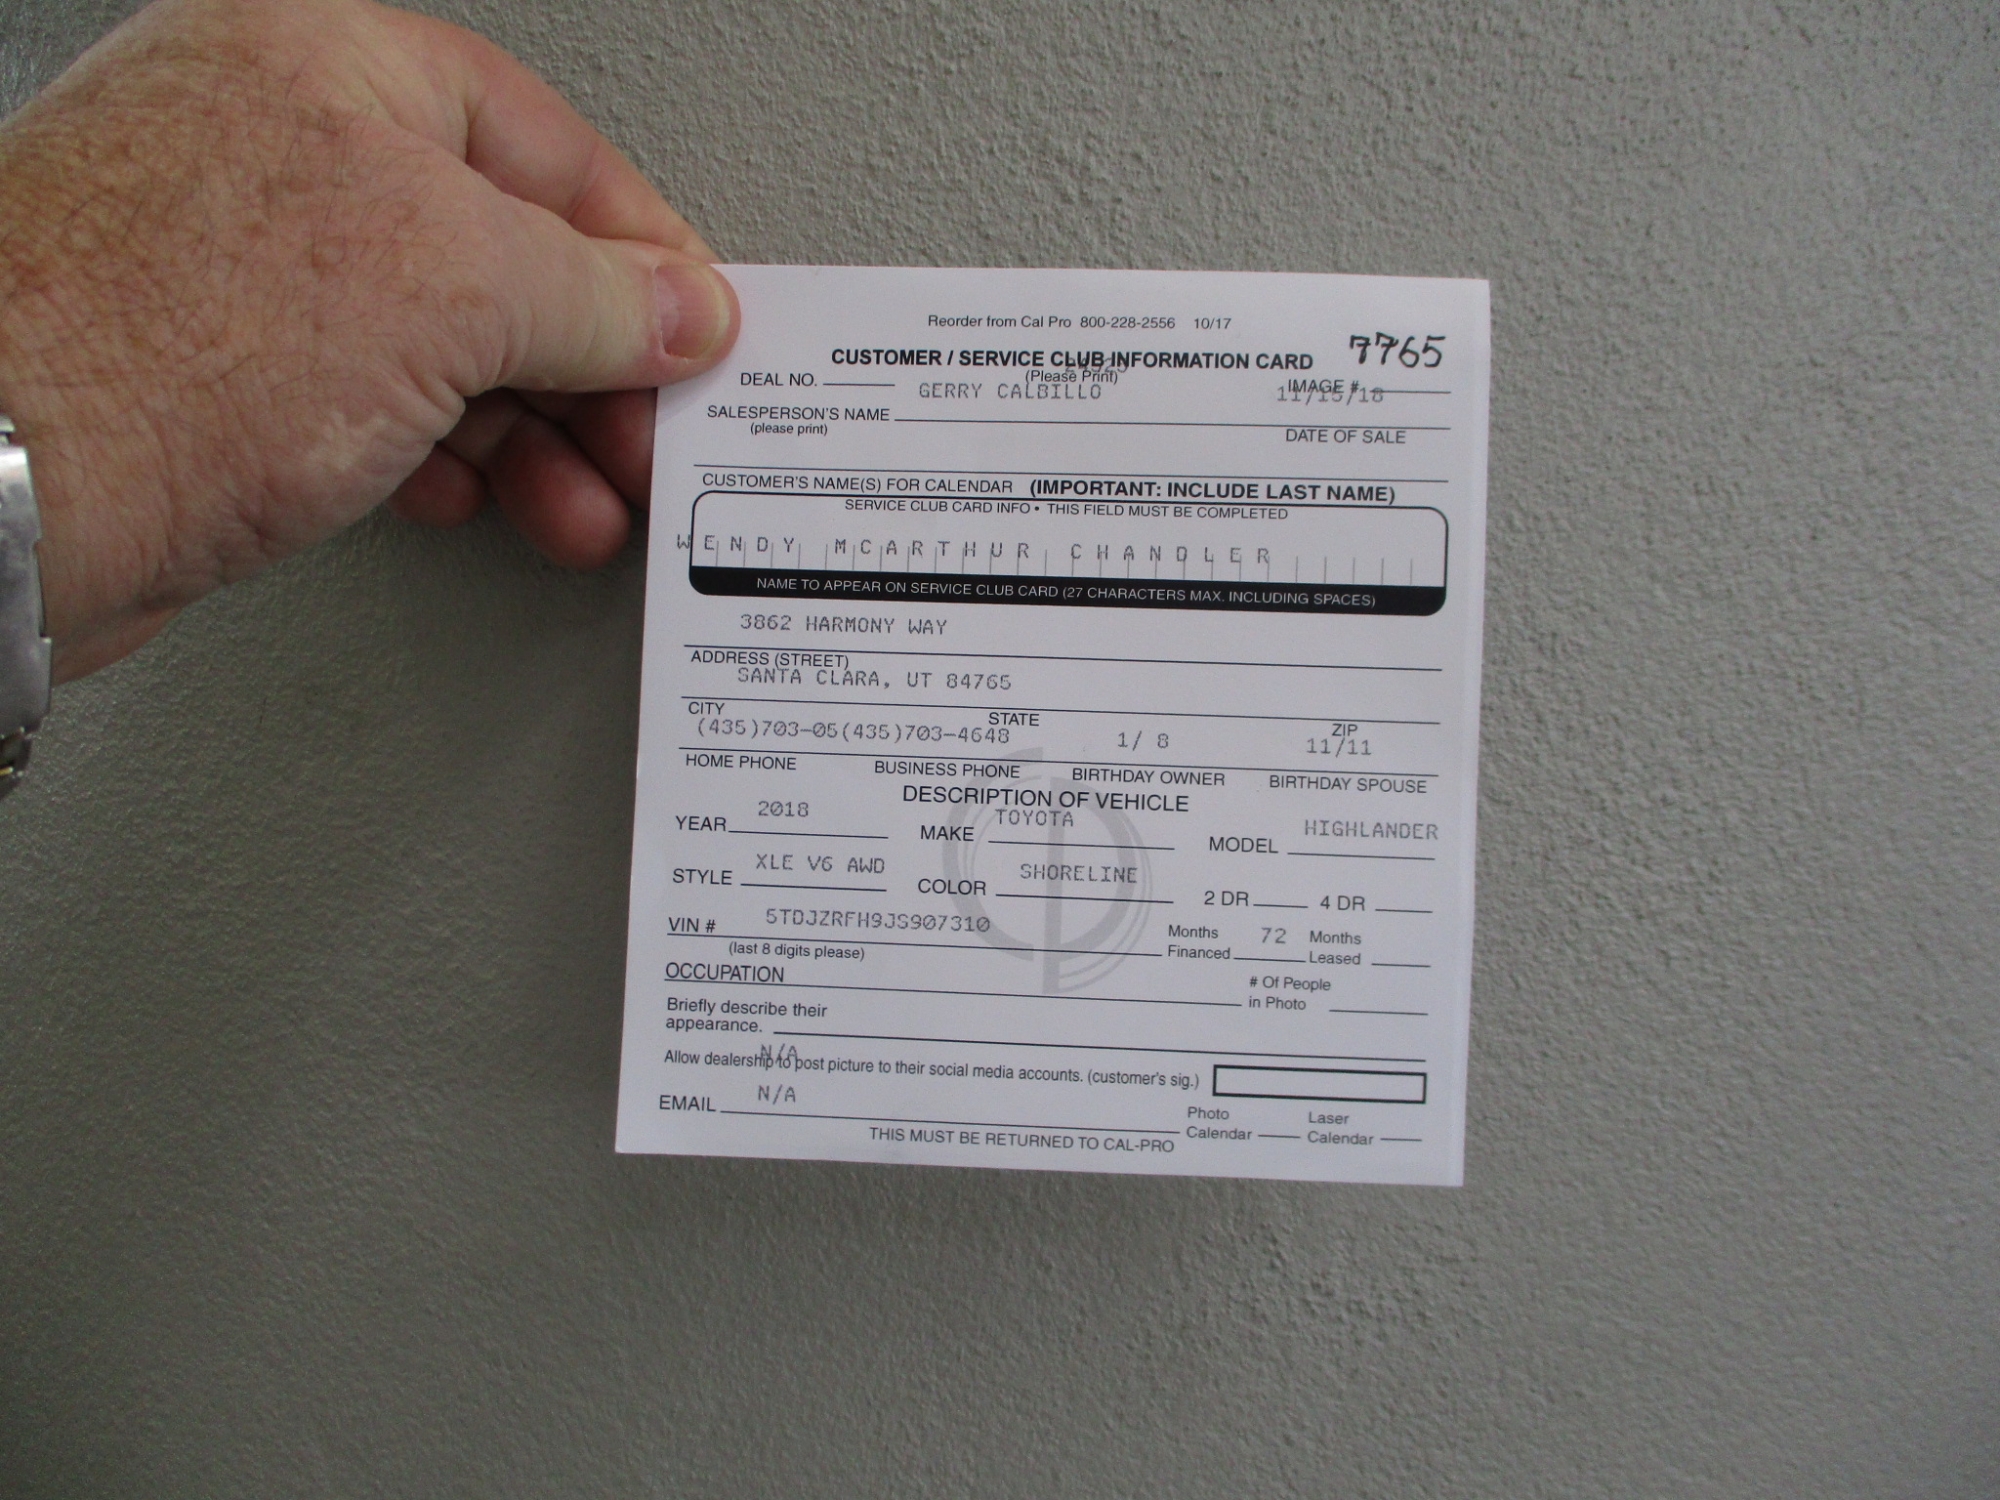 Reorder from Cal Pro 800-228-2556 10/17
7765
CUSTOMER / SERVICE CLUB INFORMATION CARD
(Please Print)
DEAL NO. GERRY CALBILLO IMAGE #
11/15/18
SALESPERSON'S NAME
(please print) DATE OF SALE
CUSTOMER'S NAME(S) FOR CALENDAR (IMPORTANT: INCLUDE LAST NAME)
SERVICE CLUB CARD INFO • THIS FIELD MUST BE COMPLETED
WENDY MCARTHUR CHANDLER
NAME TO APPEAR ON SERVICE CLUB CARD (27 CHARACTERS MAX. INCLUDING SPACES)
3862 HARMONY WAY
ADDRESS (STREET)
SANTA CLARA, UT 84765
CITY STATE ZIP
(435)703-05(435)703-4648 1/ 8 11/11
HOME PHONE BUSINESS PHONE BIRTHDAY OWNER BIRTHDAY SPOUSE
DESCRIPTION OF VEHICLE
YEAR 2018 MAKE TOYOTA MODEL HIGHLANDER
STYLE XLE V6 AWD COLOR SHORELINE 2 DR 4 DR
VIN # 5TDJZRFH9JS907310 Months Financed 72 Months Leased
(last 8 digits please)
OCCUPATION # Of People in Photo
Briefly describe their
appearance.
N/A
Allow dealership to post picture to their social media accounts. (customer's sig.)
EMAIL N/A Photo Calendar Laser Calendar
THIS MUST BE RETURNED TO CAL-PRO